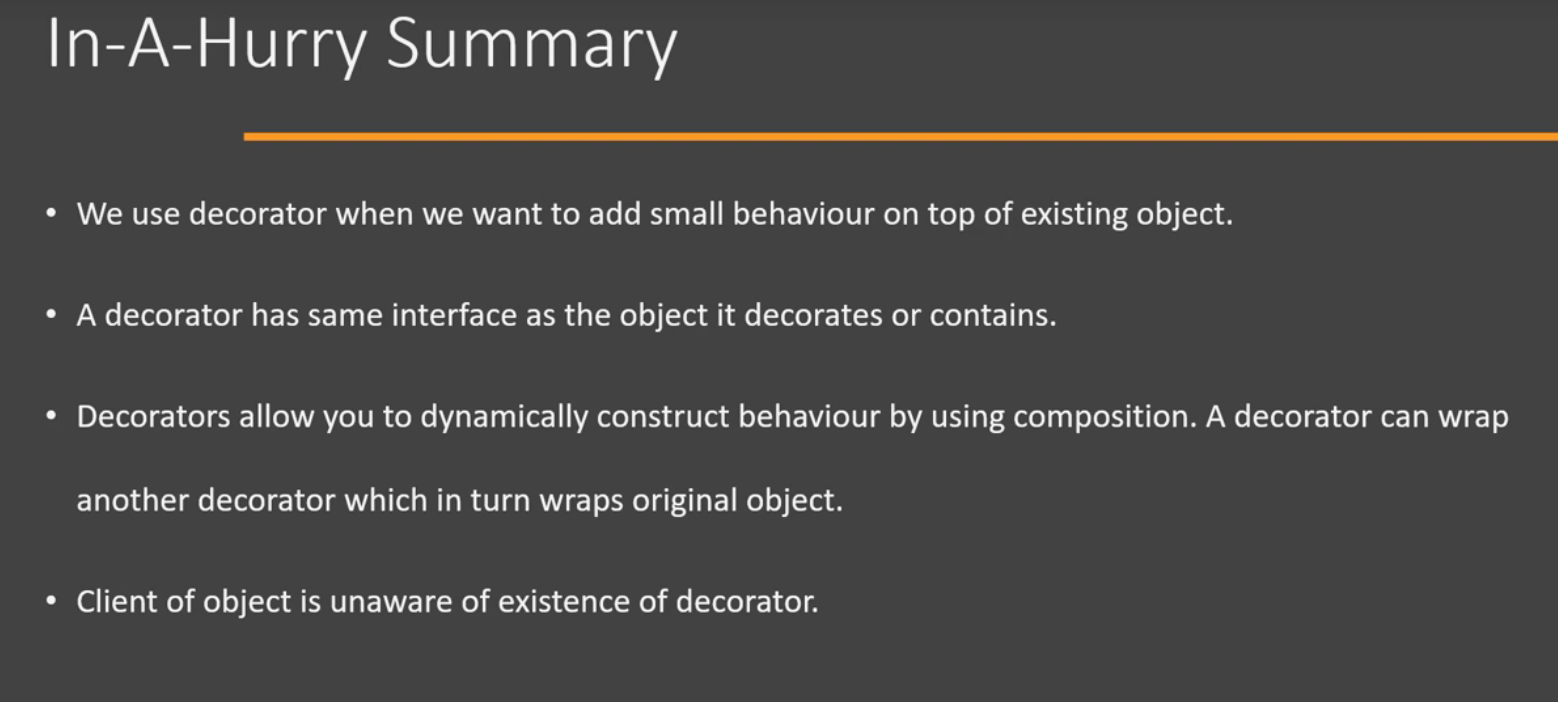 In-A-Hurry Summary
• We use decorator when we want to add small behaviour on top of existing object.
• A decorator has same interface as the object it decorates or contains.
• Decorators allow you to dynamically construct behaviour by using composition. A decorator can wrap
another decorator which in turn wraps original object.
• Client of object is unaware of existence of decorator.